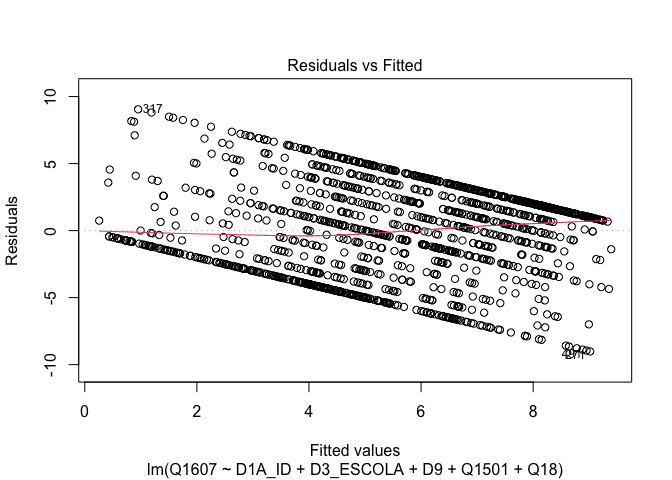 Residuals vs Fitted
10
5
0
-5
-10
Residuals
317
0
2
4
6
8
Fitted values
lm(Q1607 ~ D1A_ID + D3_ESCOLA + D9 + Q1501 + Q18)